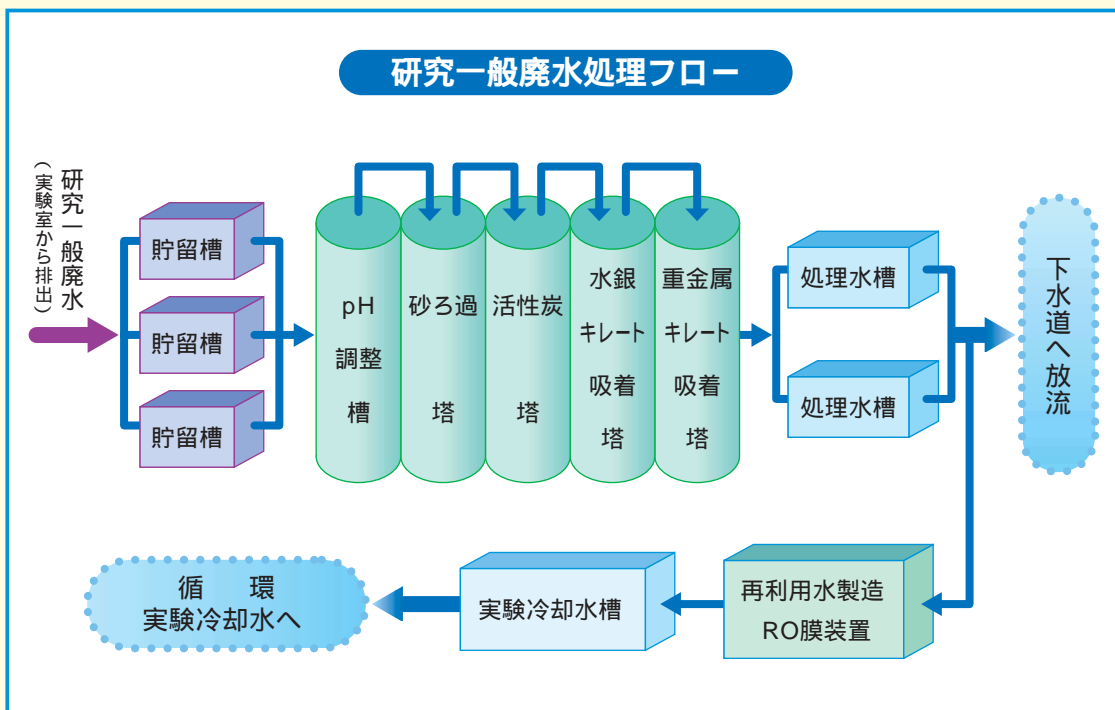 研究一般廃水処理フロー
研究一般廃水
(実験室から排出)
貯留槽
貯留槽
貯留槽
pH
調整
槽
砂ろ過
塔
活性炭
塔
水銀
キレート
吸着
塔
重金属
キレート
吸着
塔
処理水槽
処理水槽
下水道へ放流
再利用水製造
RO膜装置
実験冷却水槽
循　環
実験冷却水へ